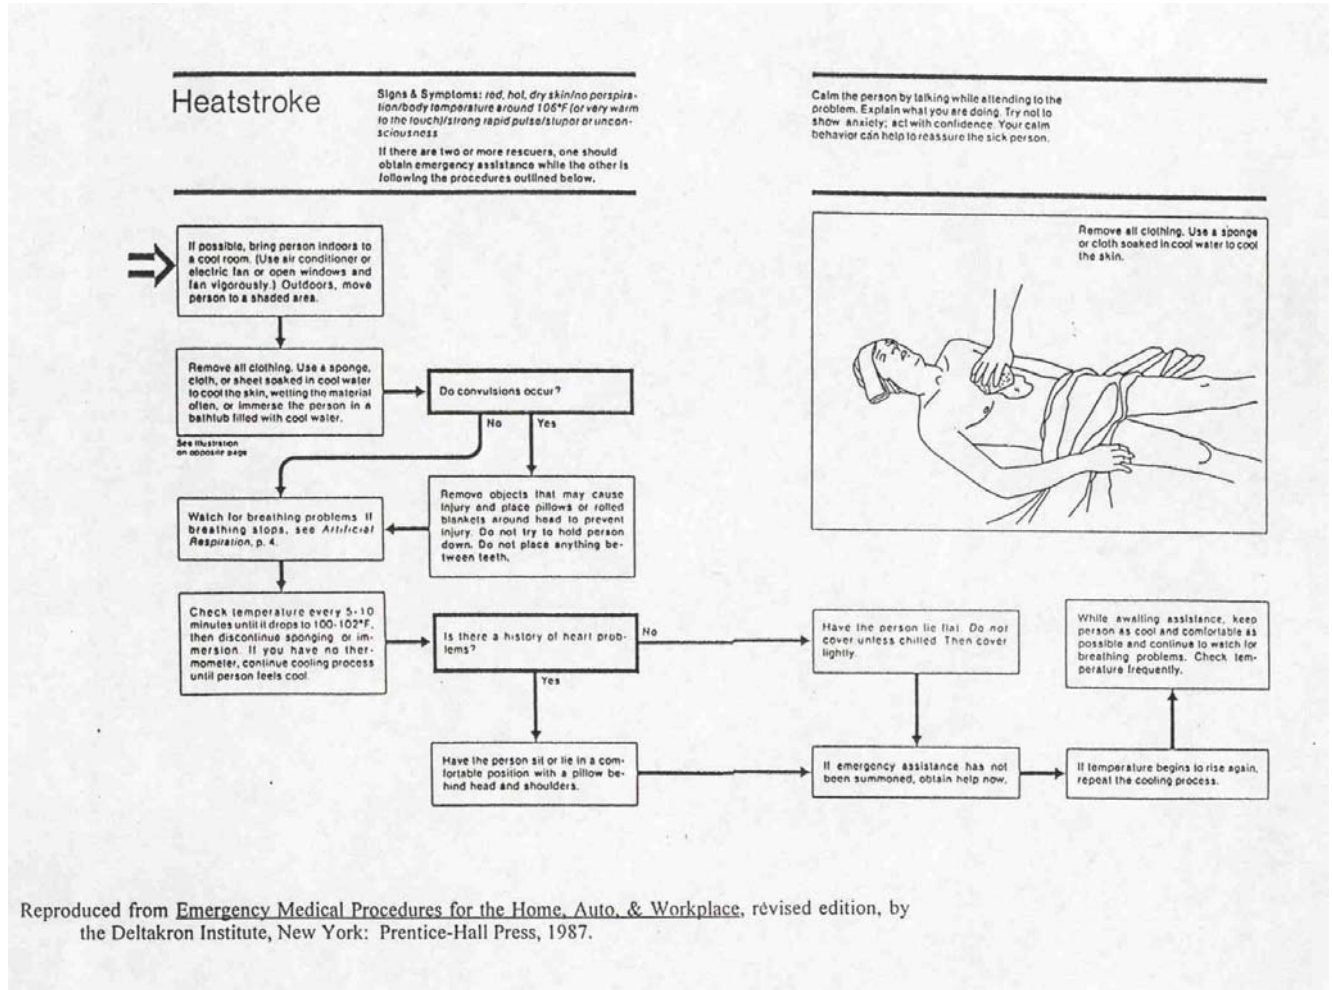 Heatstroke
Signs & Symptoms: red, hot, dry skin/no perspira-
tion/body temperature around 106°F (or very warm
to the touch)/strong rapid pulse/stupor or uncon-
sciousness
If there are two or more rescuers, one should
obtain emergency assistance while the other is
following the procedures outlined below.
Calm the person by talking while attending to the
problem. Explain what you are doing. Try not to
show anxiety; act with confidence. Your calm
behavior can help to reassure the sick person.
If possible, bring person indoors to
a cool room. (Use air conditioner or
electric fan or open windows and
fan vigorously.) Outdoors, move
person to a shaded area.
Remove all clothing. Use a sponge,
cloth, or sheet soaked in cool water
to cool the skin, wetting the material
often, or immerse the person in a
bathtub filled with cool water.
See illustration
on opposite page
Do convulsions occur?
No
Yes
Remove objects that may cause
injury and place pillows or rolled
blankets around head to prevent
injury. Do not try to hold person
down. Do not place anything be-
tween teeth.
Watch for breathing problems If
breathing stops, see Artificial
Respiration, p. 4.
Check temperature every 5-10
minutes until it drops to 100-102°F,
then discontinue sponging or im-
mersion. If you have no ther-
mometer, continue cooling process
until person feels cool.
Is there a history of heart prob-
lems?
No
Yes
Have the person sit or lie in a com-
fortable position with a pillow be-
hind head and shoulders.
Remove all clothing. Use a sponge
or cloth soaked in cool water to cool
the skin.
Have the person lie flat. Do not
cover unless chilled Then cover
lightly.
If emergency assistance has not
been summoned, obtain help now.
If temperature begins to rise again,
repeat the cooling process.
While awaiting assistance, keep
person as cool and comfortable as
possible and continue to watch for
breathing problems. Check tem-
perature frequently.
Reproduced from Emergency Medical Procedures for the Home, Auto, & Workplace, revised edition, by
the Deltakron Institute, New York: Prentice-Hall Press, 1987.